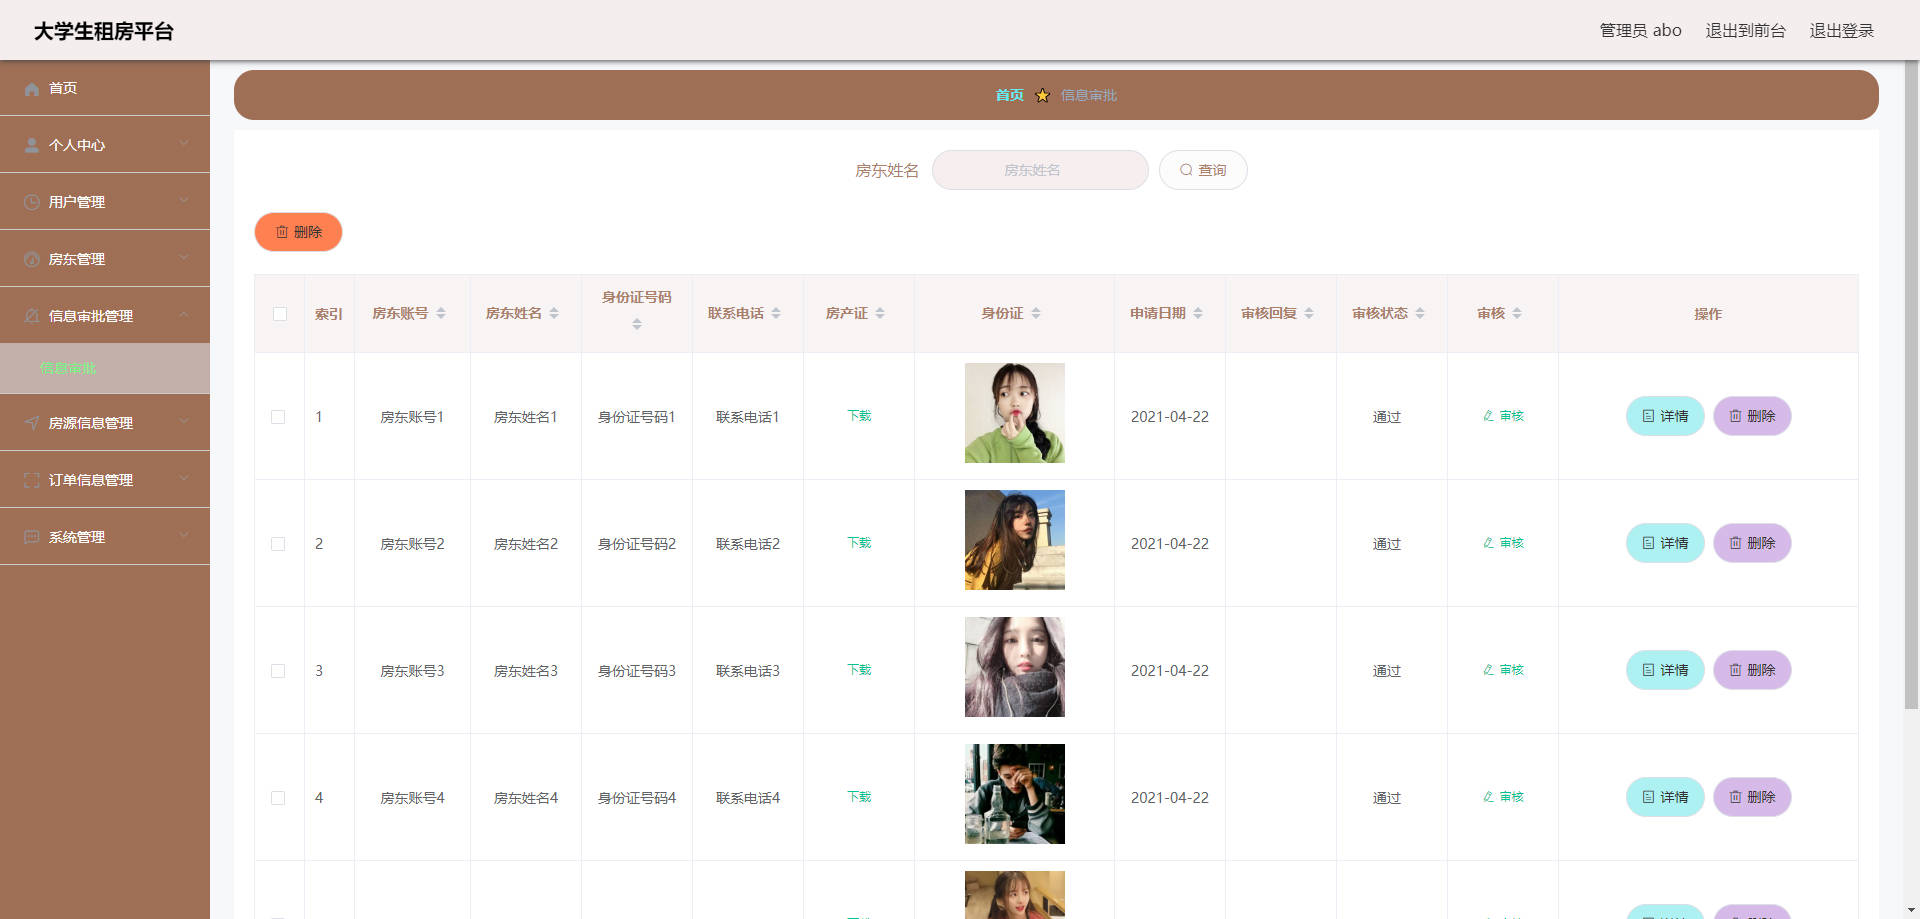 大学生租房平台
管理员 abo 退出到前台 退出登录
首页
个人中心
用户管理
房东管理
信息审批管理
信息审批
房源信息管理
订单信息管理
系统管理
首页 信息审批
房东姓名 房东姓名 查询
删除
索引 房东账号 房东姓名 身份证号码 联系电话 房产证 身份证 申请日期 审核回复 审核状态 审核 操作
1 房东账号1 房东姓名1 身份证号码1 联系电话1 下载 2021-04-22 通过 审核 详情 删除
2 房东账号2 房东姓名2 身份证号码2 联系电话2 下载 2021-04-22 通过 审核 详情 删除
3 房东账号3 房东姓名3 身份证号码3 联系电话3 下载 2021-04-22 通过 审核 详情 删除
4 房东账号4 房东姓名4 身份证号码4 联系电话4 下载 2021-04-22 通过 审核 详情 删除